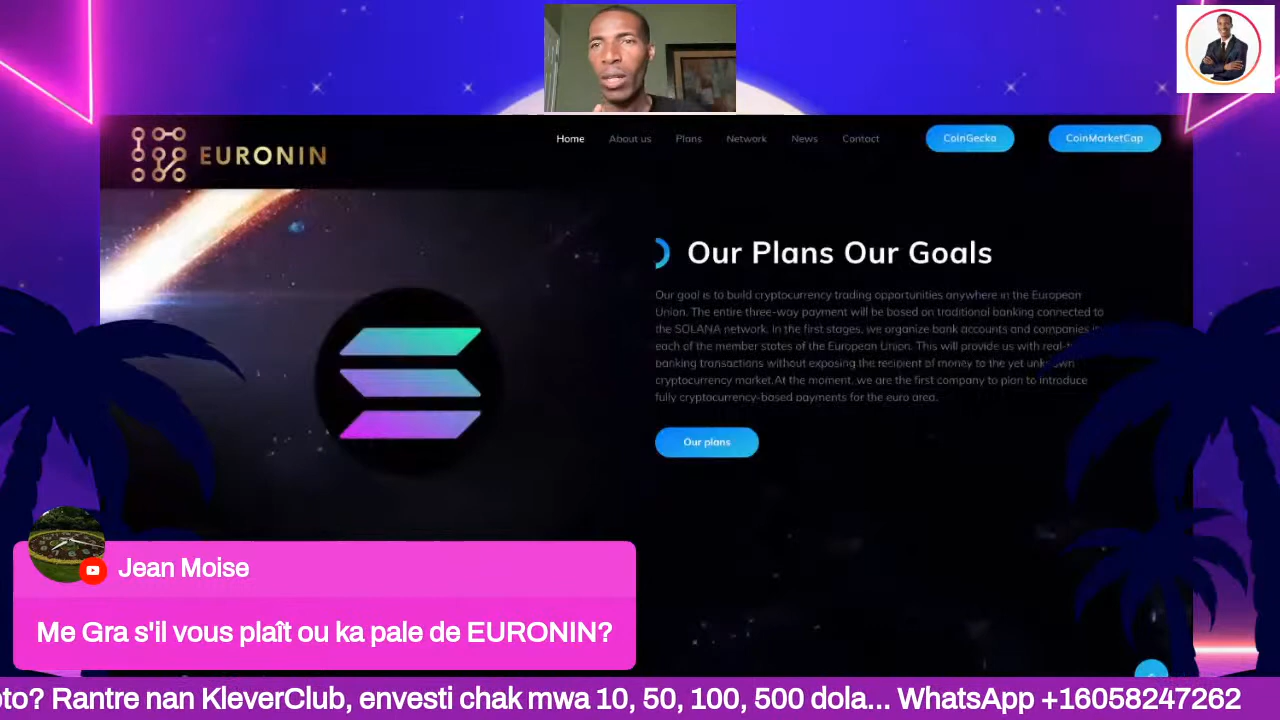 EURONIN
Home About us Plans Network News Contact CoinGecko CoinMarketCap
Our Plans Our Goals
Our goal is to build cryptocurrency trading opportunities anywhere in the European
Union. The entire three-way payment will be based on traditional banking connected to
the SOLANA network. In the first stages, we organize bank accounts and companies in
each of the member states of the European Union. This will provide us with
banking transactions without exposing the recipient of money to the yet unknown
cryptocurrency market.At the moment, we are the first company to plan to introduce
fully cryptocurrency-based payments for the euro area.
Our plans
Jean Moise
Me Gra s'il vous plaît ou ka pale de EURONIN?
Rantre nan KleverClub, envesti chak mwa 10, 50, 100, 500 dola... WhatsApp +16058247262